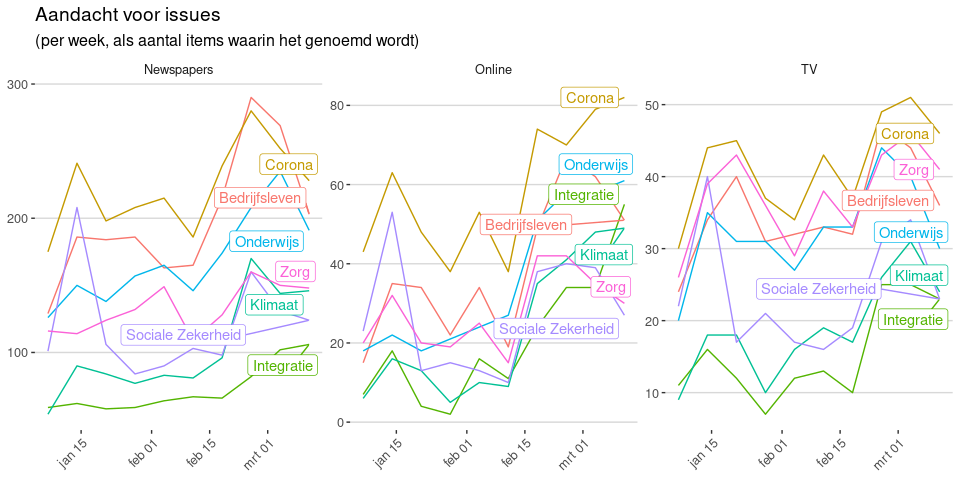 Aandacht voor issues
(per week, als aantal items waarin het genoemd wordt)
Newspapers
Online
TV
300
200
100
Corona
Bedrijfsleven
Onderwijs
Zorg
Klimaat
Sociale Zekerheid
Integratie
jan 15
feb 01
feb 15
mrt 01
80
60
40
20
0
Corona
Onderwijs
Integratie
Bedrijfsleven
Klimaat
Zorg
Sociale Zekerheid
jan 15
feb 01
feb 15
mrt 01
50
40
30
20
10
Corona
Zorg
Bedrijfsleven
Onderwijs
Klimaat
Sociale Zekerheid
Integratie
jan 15
feb 01
feb 15
mrt 01